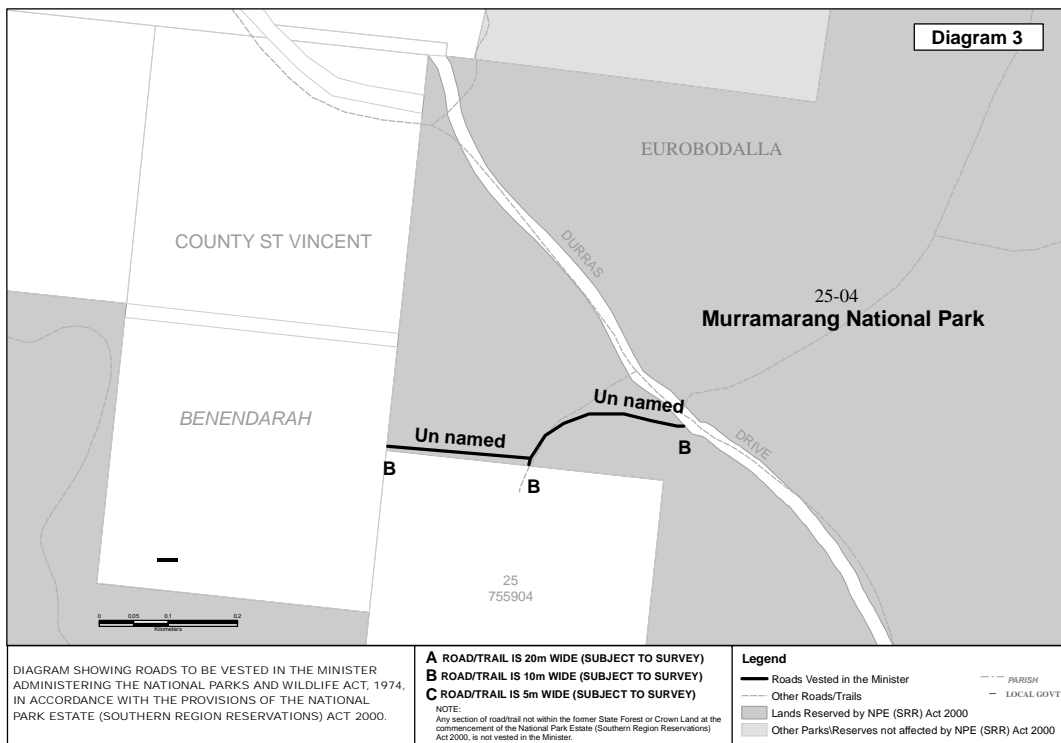 Diagram 3
EUROBODALLA
COUNTY ST VINCENT
DURRAS
25-04
Murramarang National Park
BENENDARAH
Un named
Un named
B
DRIVE
B
B
25
755904
0 0.05 0.1 0.2
Kilometers
DIAGRAM SHOWING ROADS TO BE VESTED IN THE MINISTER
ADMINISTERING THE NATIONAL PARKS AND WILDLIFE ACT, 1974,
IN ACCORDANCE WITH THE PROVISIONS OF THE NATIONAL
PARK ESTATE (SOUTHERN REGION RESERVATIONS) ACT 2000.
A ROAD/TRAIL IS 20m WIDE (SUBJECT TO SURVEY)
B ROAD/TRAIL IS 10m WIDE (SUBJECT TO SURVEY)
C ROAD/TRAIL IS 5m WIDE (SUBJECT TO SURVEY)
NOTE:
Any section of road/trail not within the former State Forest or Crown Land at the
commencement of the National Park Estate (Southern Region Reservations)
Act 2000, is not vested in the Minister.
Legend
Roads Vested in the Minister
Other Roads/Trails
Lands Reserved by NPE (SRR) Act 2000
Other Parks\Reserves not affected by NPE (SRR) Act 2000
PARISH
LOCAL GOVT